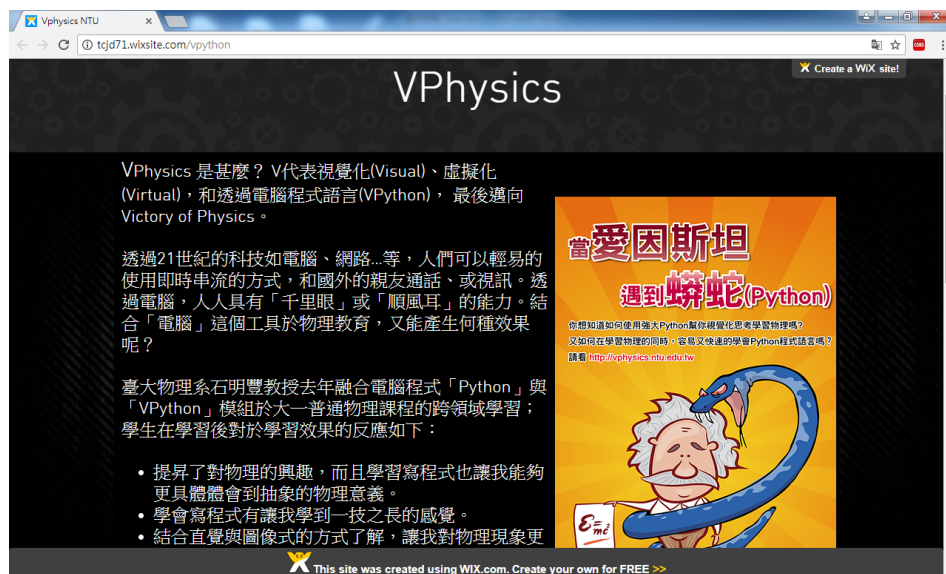 Vphysics NTU
tcjd71.wixsite.com/vpython
CORS
Create a WiX site!
VPhysics
VPhysics 是甚麼？ V代表視覺化(Visual)、虛擬化
(Virtual)，和透過電腦程式語言(VPython)， 最後邁向
Victory of Physics。
透過21世紀的科技如電腦、網路...等，人們可以輕易的
使用即時串流的方式，和國外的親友通話、或視訊。透
過電腦，人人具有「千里眼」或「順風耳」的能力。結
合「電腦」這個工具於物理教育，又能產生何種效果
呢？
臺大物理系石明豐教授去年融合電腦程式「Python」與
「VPython」模組於大一普通物理課程的跨領域學習；
學生在學習後對於學習效果的反應如下：
• 提昇了對物理的興趣，而且學習寫程式也讓我能夠
更具體體會到抽象的物理意義。
• 學會寫程式有讓我學到一技之長的感覺。
• 結合直覺與圖像式的方式了解，讓我對物理現象更
當愛因斯坦
遇到蟒蛇(Python)
你想知道如何使用強大Python幫你視覺化思考學習物理嗎?
又如何在學習物理的同時，容易又快速的學會Python程式語言嗎？
請看 http://vphysics.ntu.edu.tw
E=
mc²
This site was created using WIX.com. Create your own for FREE >>